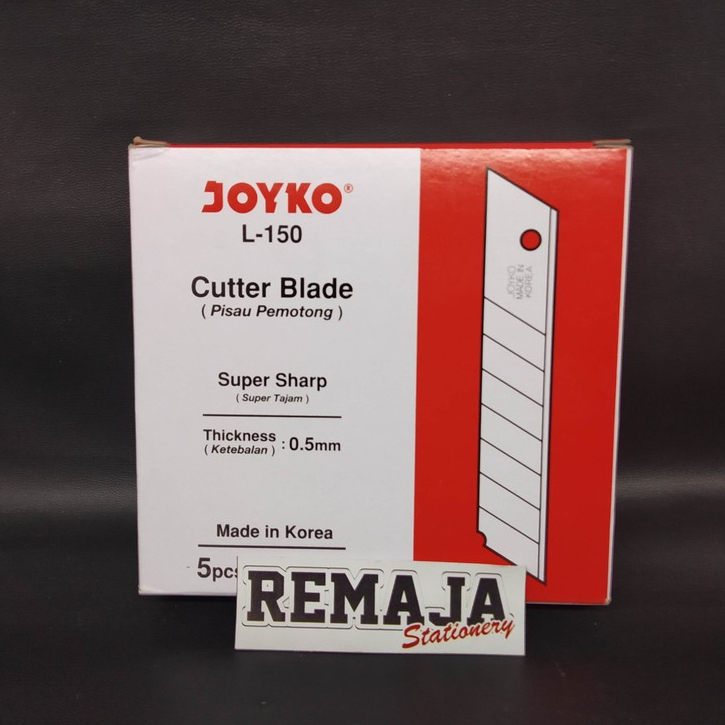 JOYKO®
L-150
Cutter Blade
( Pisau Pemotong )
Super Sharp
( Super Tajam )
Thickness : 0.5mm
( Ketebalan )
Made in Korea
5pcs
JOYKO
MADE IN
KOREA
REMAJA
Stationery